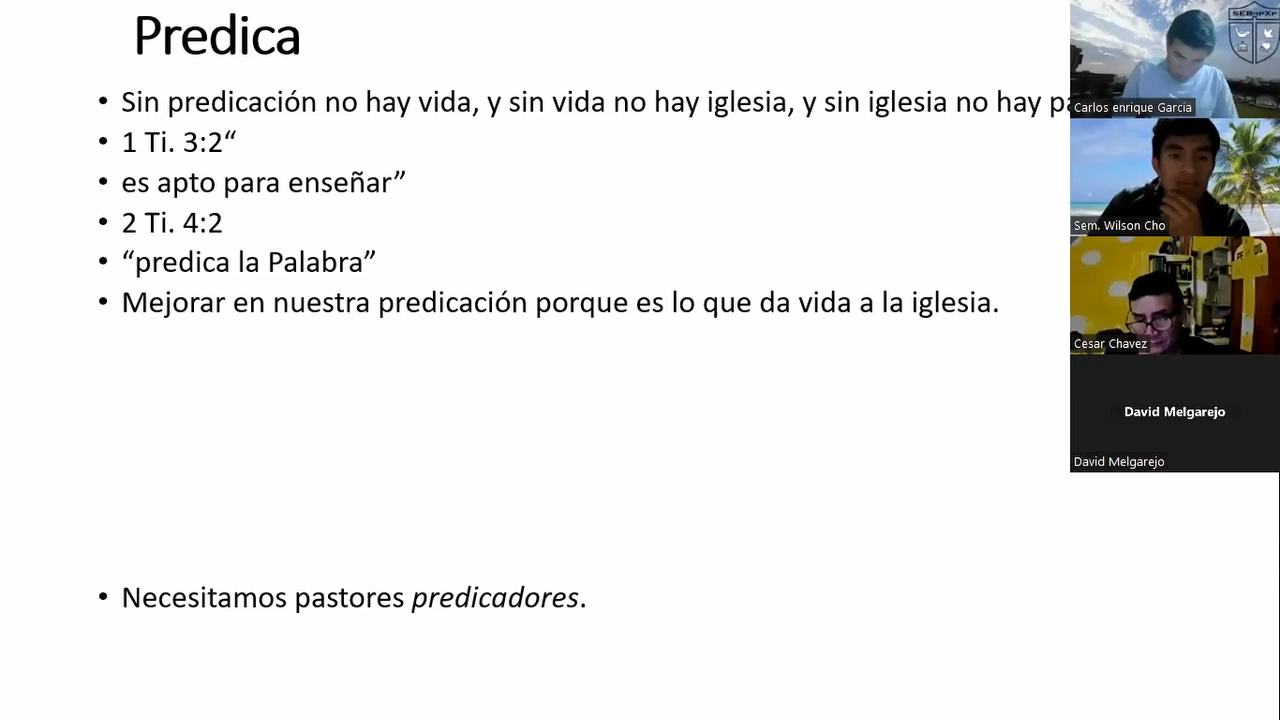 Predica
• Sin predicación no hay vida, y sin vida no hay iglesia, y sin iglesia no hay
• 1 Ti. 3:2“
• es apto para enseñar”
• 2 Ti. 4:2
• “predica la Palabra”
• Mejorar en nuestra predicación porque es lo que da vida a la iglesia.
• Necesitamos pastores predicadores.
Carlos enrique Garcia
Sem. Wilson Cho
Cesar Chavez
David Melgarejo
David Melgarejo